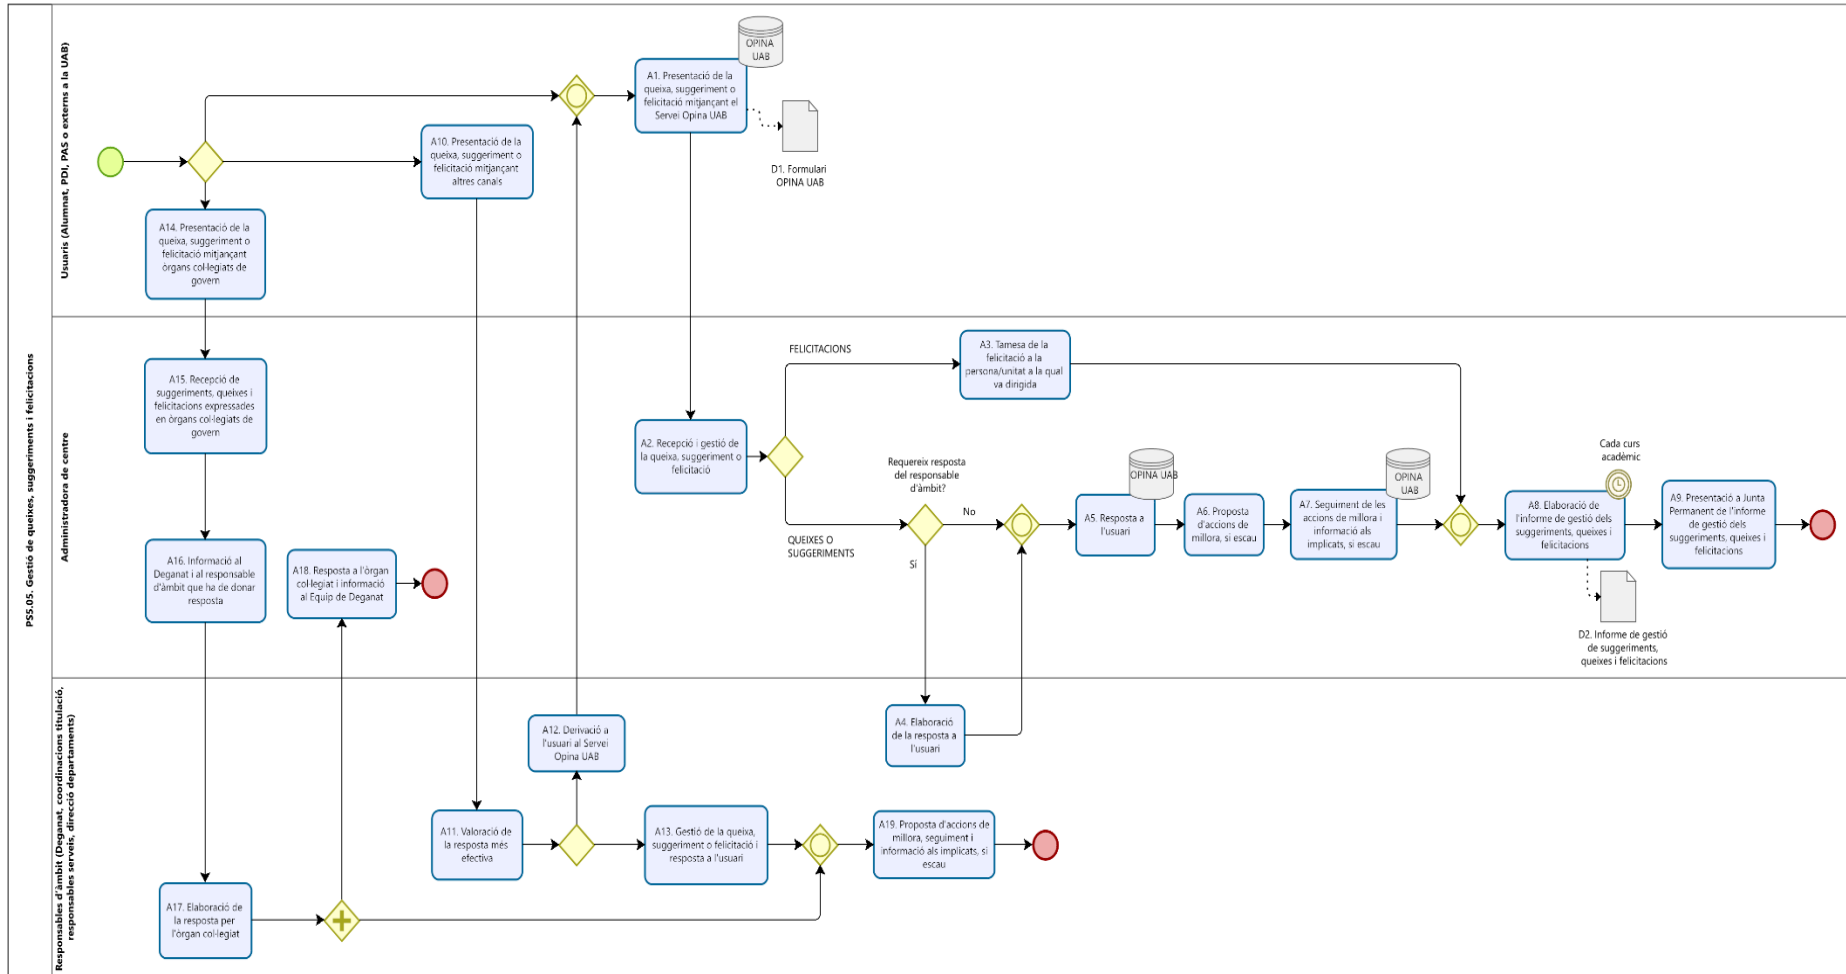 PS5.05. Gestió de queixes, suggeriments i felicitacions
Usuaris (Alumnat, PDI, PAS o externs a la UAB)
OPINA
UAB
A1. Presentació de la
queixa, suggeriment o
felicitació mitjançant el
Servei Opina UAB
D1. Formulari
OPINA UAB
A10. Presentació de la
queixa, suggeriment o
felicitació mitjançant
altres canals
A14. Presentació de la
queixa, suggeriment o
felicitació mitjançant
òrgans col·legiats de
govern
Administradora de centre
A15. Recepció de
suggeriments, queixes i
felicitacions expressades
en òrgans col·legiats de
govern
A16. Informació al
Deganat i al responsable
d'àmbit que ha de donar
resposta
A18. Resposta a l'òrgan
col·legiat i informació
al Equip de Deganat
A2. Recepció i gestió de
la queixa, suggeriment o
felicitació
FELICITACIONS
A3. Tamesa de la
felicitació a la
persona/unitat a la qual
va dirigida
QUEIXES O
SUGGERIMENTS
Requereix resposta
del responsable
d'àmbit?
No
Sí
OPINA UAB
A5. Resposta a
l'usuari
A6. Proposta
d'accions de
millora, si escau
OPINA
UAB
A7. Seguiment de les
accions de millora i
informació als
implicats, si escau
Cada curs
acadèmic
A8. Elaboració de
l'informe de gestió dels
suggeriments, queixes i
felicitacions
D2. Informe de gestió
de suggeriments,
queixes i felicitacions
A9. Presentació a Junta
Permanent de l'informe
de gestió dels
suggeriments, queixes i
felicitacions
Responsables d'àmbit (Deganat, coordinacions titulació,
responsables serveis, direcció departaments)
A12. Derivació a
l'usuari al Servei
Opina UAB
A4. Elaboració
de la resposta a
l'usuari
A11. Valoració de
la resposta més
efectiva
A13. Gestió de la queixa,
suggeriment o felicitació i
resposta a l'usuari
A19. Proposta d'accions de
millora, seguiment i
informació als implicats, si
escau
A17. Elaboració de
la resposta per
l'òrgan col·legiat